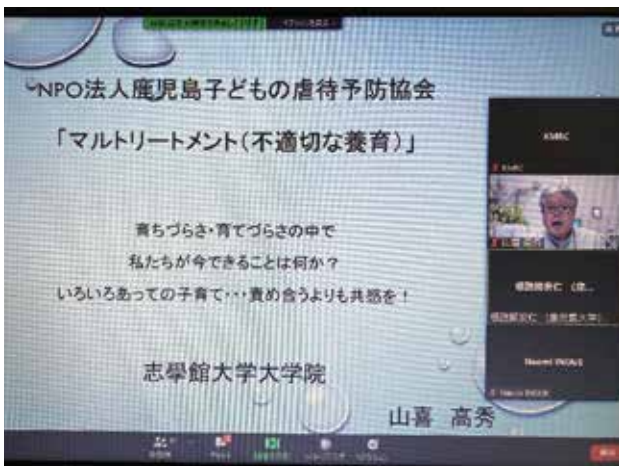 NPO法人鹿児島子どもの虐待予防協会
「マルトリートメント(不適切な養育)」
育ちづらさ・育てづらさの中で
私たちが今できることは何か?
いろいろあっての子育て・・・責め合うよりも共感を!
志學館大学大学院
山喜 高秀
KMRC